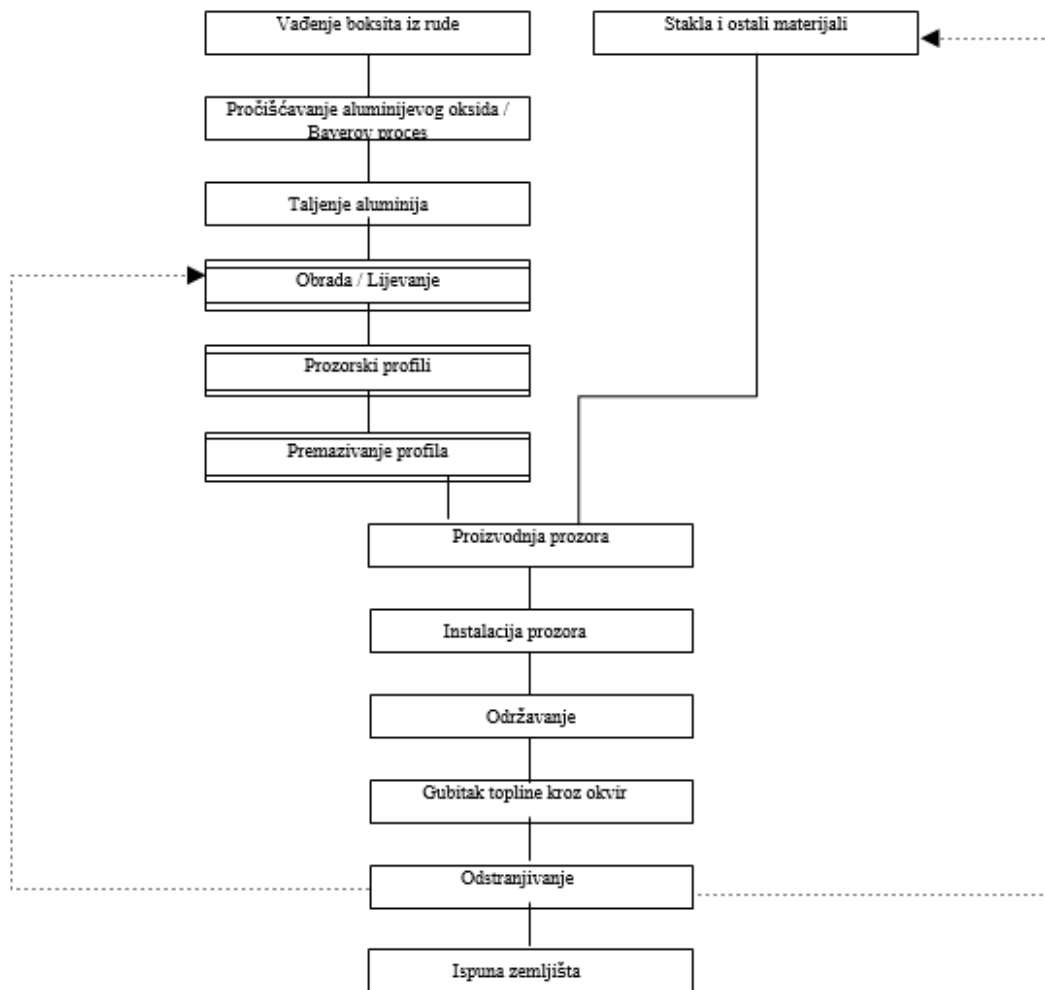 Vađenje boksita iz rude
Stakla i ostali materijali
Pročišćavanje aluminijevog oksida /
Bayerov proces
Taljenje aluminija
Obrada / Lijevanje
Prozorski profili
Premazivanje profila
Proizvodnja prozora
Instalacija prozora
Održavanje
Gubitak topline kroz okvir
Odstranjivanje
Ispuna zemljišta